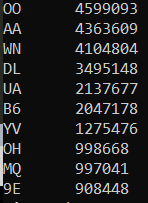 OO 4599093
AA 4363609
WN 4104804
DL 3495148
UA 2137677
B6 2047178
YV 1275476
OH 998668
MQ 997041
9E 908448